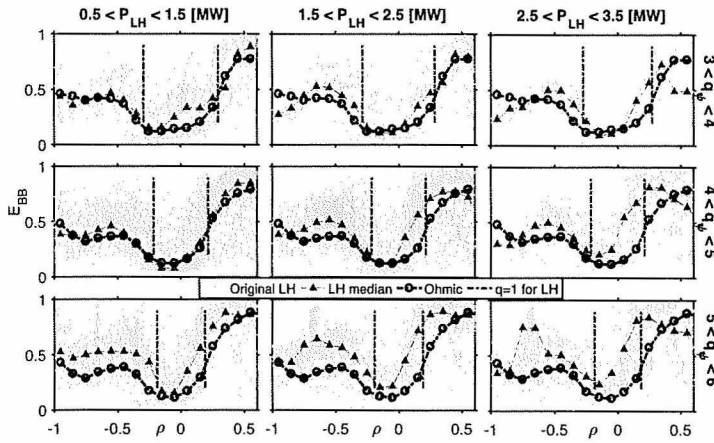 0.5 < P_LH < 1.5 [MW]
1.5 < P_LH < 2.5 [MW]
2.5 < P_LH < 3.5 [MW]
1
0.5
0
3 < q_ψ < 4
1
0.5
0
E_BB
4 < q_ψ < 5
Original LH LH median Ohmic q=1 for LH
1
0.5
0
5 < q_ψ < 6
-1 -0.5 ρ 0 0.5
-1 -0.5 ρ 0 0.5
-1 -0.5 ρ 0 0.5